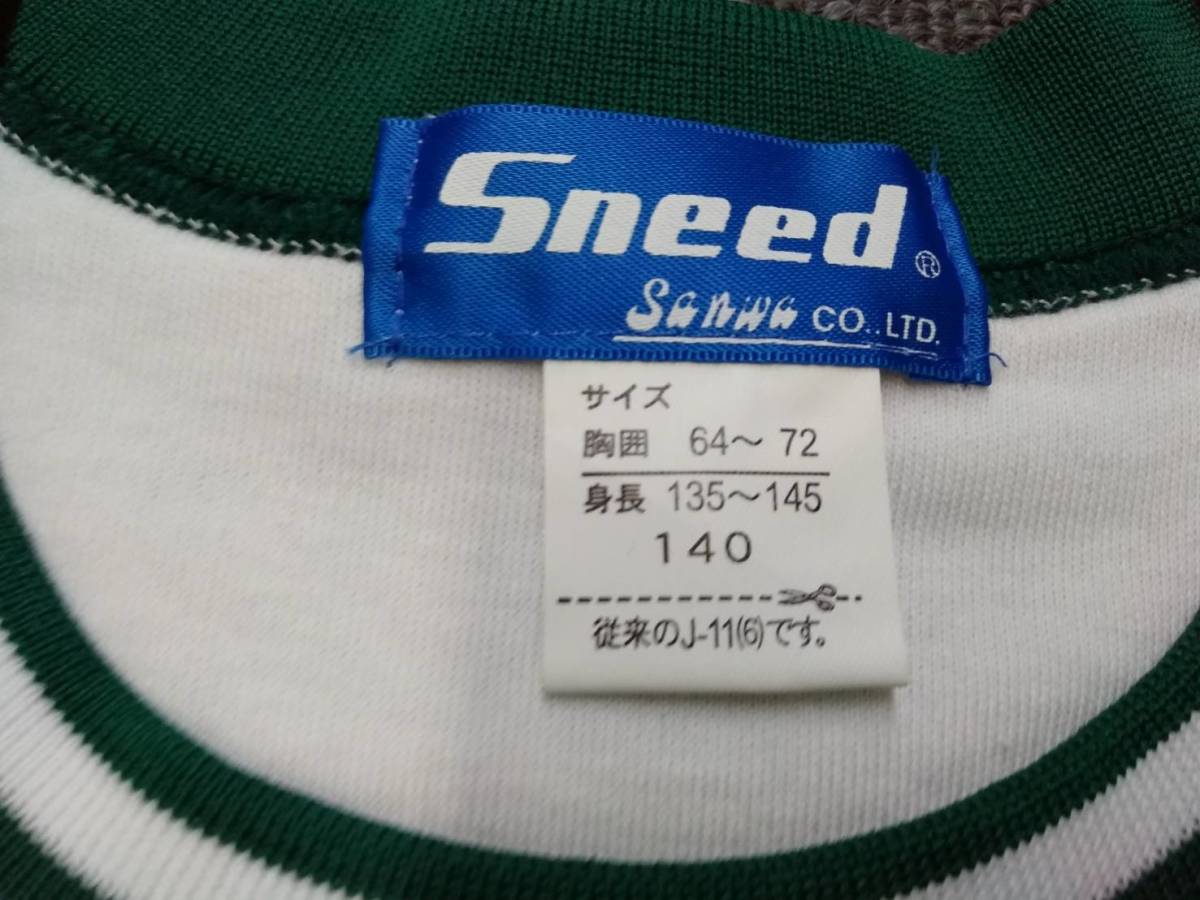 Sneed®
Sanwa CO.,LTD.
サイズ
胸囲 64〜72
身長 135〜145
140
従来のJ-11(6)です。